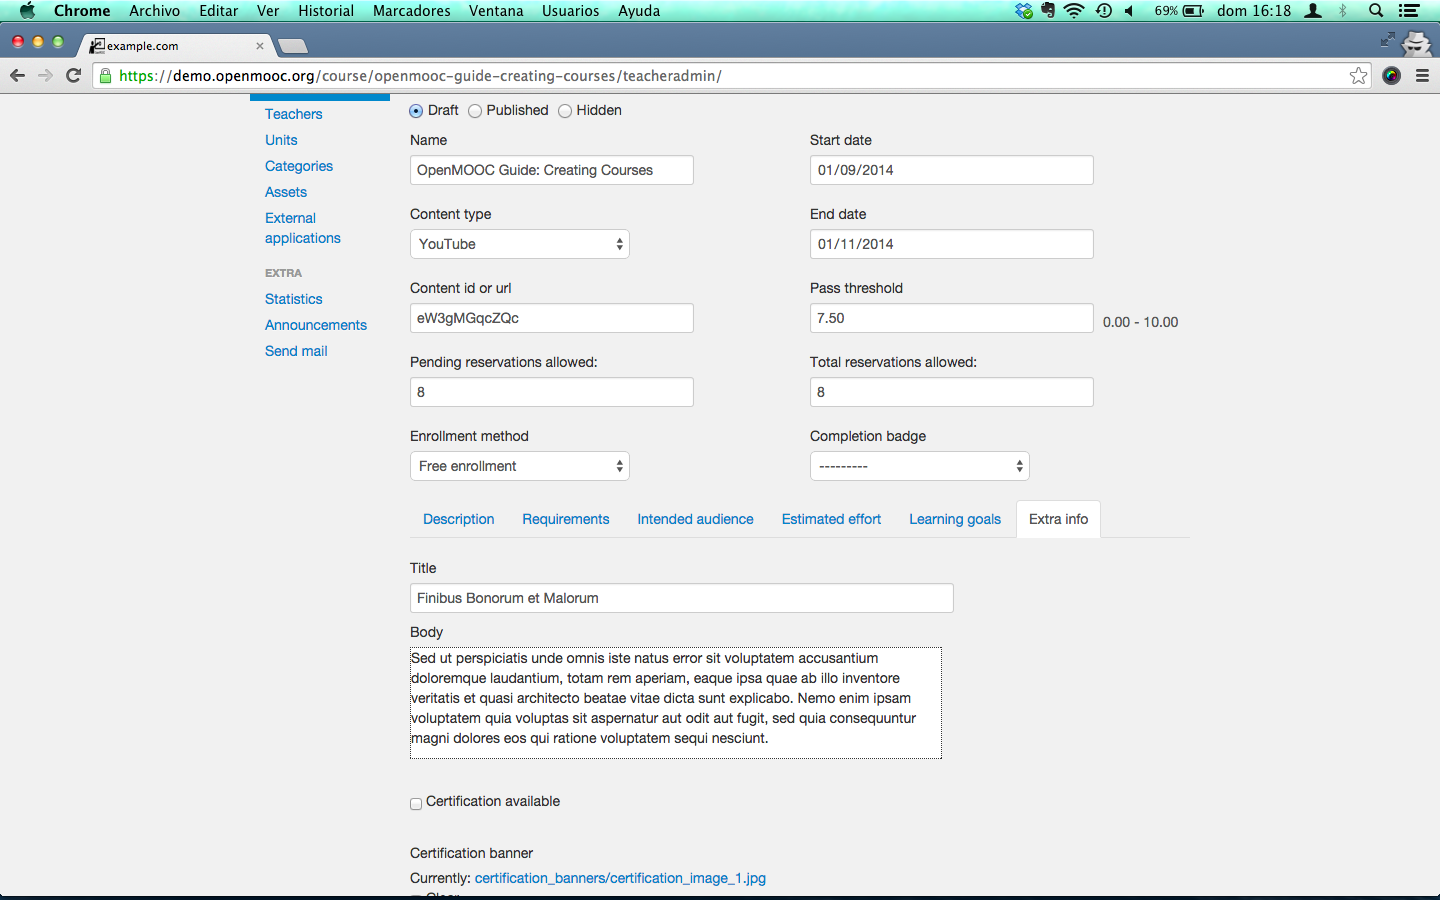 Chrome Archivo Editar Ver Historial Marcadores Ventana Usuarios Ayuda 69% dom 16:18
example.com
https://demo.openmooc.org/course/openmooc-guide-creating-courses/teacheradmin/
Teachers
Units
Categories
Assets
External
applications
EXTRA
Statistics
Announcements
Send mail
Draft Published Hidden
Name Start date
OpenMOOC Guide: Creating Courses 01/09/2014
Content type End date
YouTube 01/11/2014
Content id or url Pass threshold
eW3gMGqcZQc 7.50 0.00 - 10.00
Pending reservations allowed: Total reservations allowed:
8 8
Enrollment method Completion badge
Free enrollment ---------
Description Requirements Intended audience Estimated effort Learning goals Extra info
Title
Finibus Bonorum et Malorum
Body
Sed ut perspiciatis unde omnis iste natus error sit voluptatem accusantium
doloremque laudantium, totam rem aperiam, eaque ipsa quae ab illo inventore
veritatis et quasi architecto beatae vitae dicta sunt explicabo. Nemo enim ipsam
voluptatem quia voluptas sit aspernatur aut odit aut fugit, sed quia consequuntur
magni dolores eos qui ratione voluptatem sequi nesciunt.
Certification available
Certification banner
Currently: certification_banners/certification_image_1.jpg